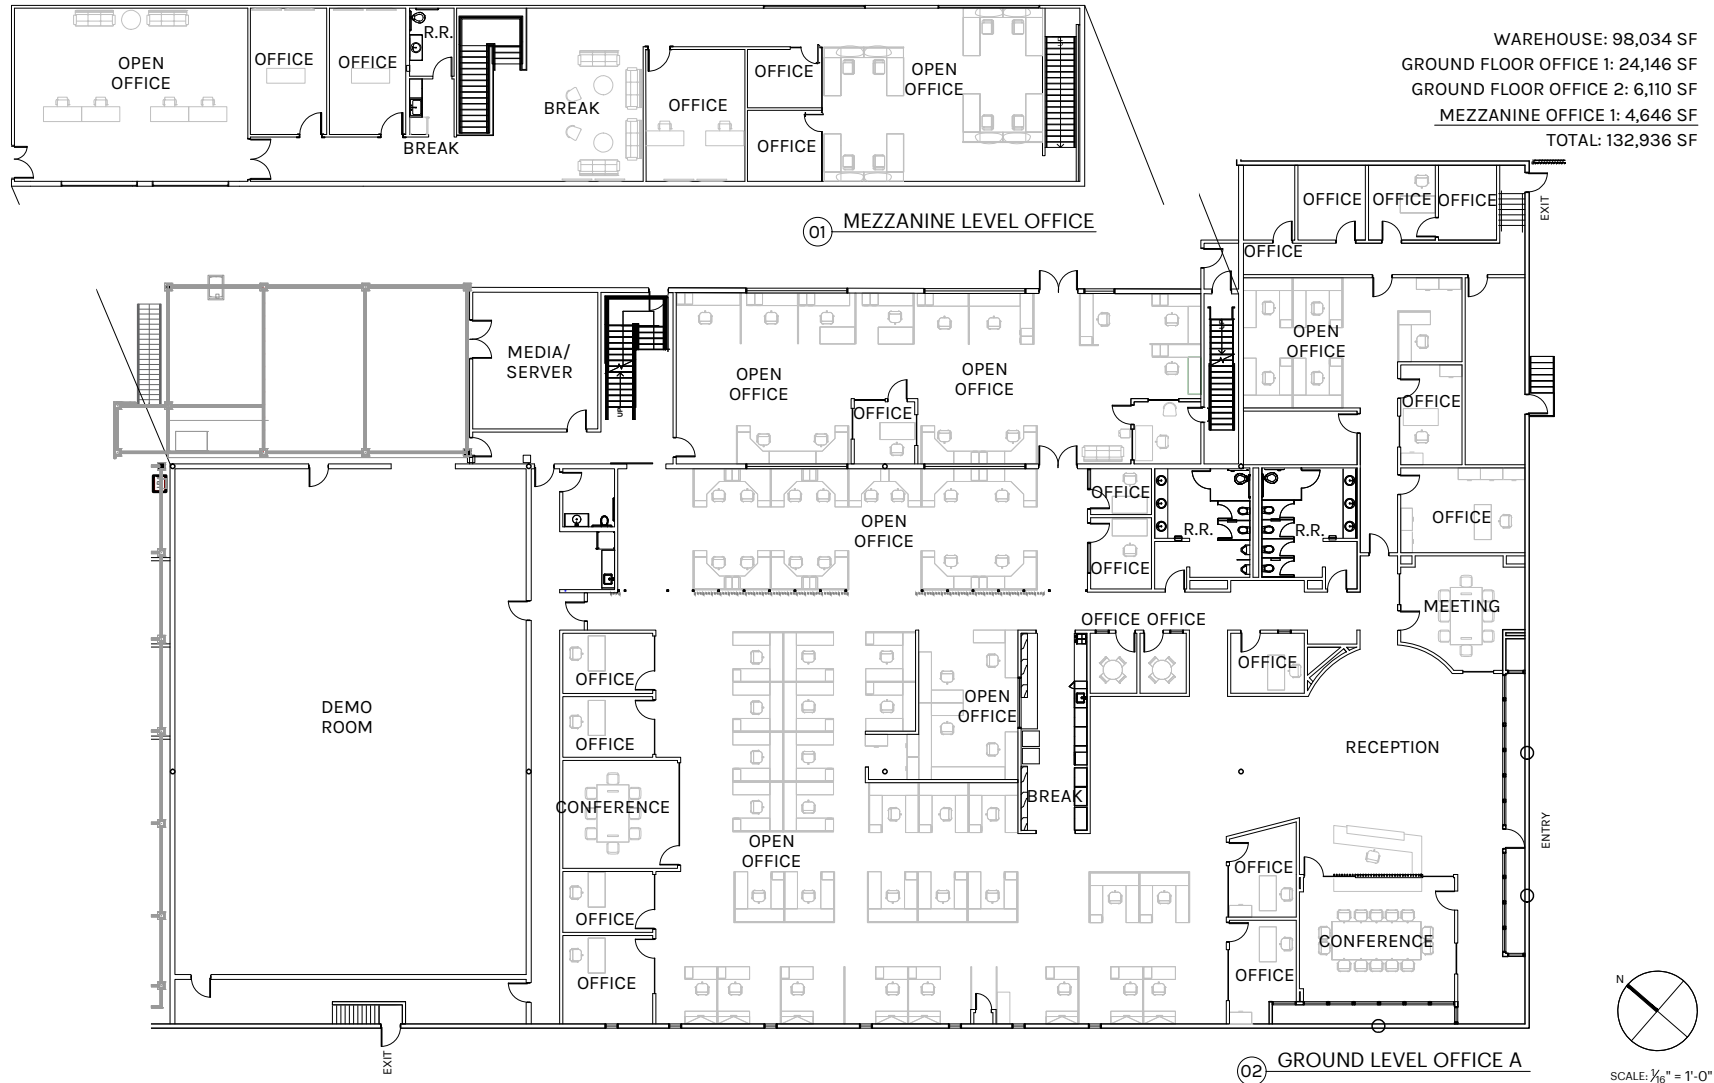 WAREHOUSE: 98,034 SF
GROUND FLOOR OFFICE 1: 24,146 SF
GROUND FLOOR OFFICE 2: 6,110 SF
MEZZANINE OFFICE 1: 4,646 SF
TOTAL: 132,936 SF
OPEN
OFFICE
OFFICE
OFFICE
R.R.
BREAK
BREAK
OFFICE
OFFICE
OFFICE
OPEN
OFFICE
01 MEZZANINE LEVEL OFFICE
OFFICE
OFFICE
OFFICE
OFFICE
EXIT
MEDIA/
SERVER
UP
OPEN
OFFICE
OFFICE
OPEN
OFFICE
OPEN
OFFICE
OFFICE
OFFICE
OPEN
OFFICE
OFFICE
OFFICE
R.R.
R.R.
MEETING
OFFICE
OFFICE
OFFICE
DEMO
ROOM
OFFICE
OFFICE
CONFERENCE
OPEN
OFFICE
BREAK
RECEPTION
ENTRY
OPEN
OFFICE
OFFICE
OFFICE
OFFICE
CONFERENCE
OFFICE
EXIT
02 GROUND LEVEL OFFICE A
N
SCALE: 1/16" = 1'-0"